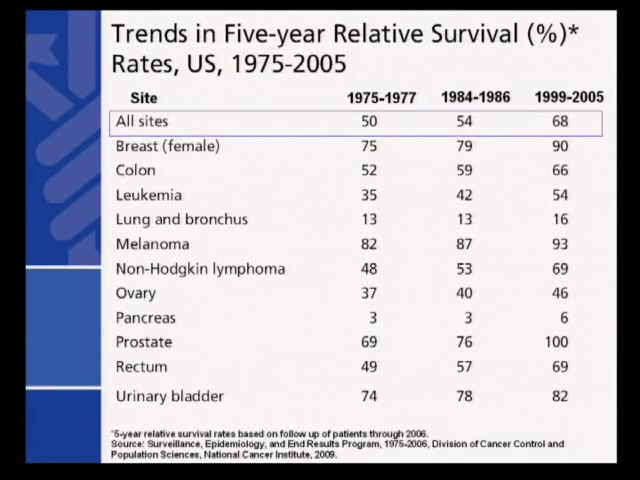 Trends in Five-year Relative Survival (%)*
Rates, US, 1975-2005
Site 1975-1977 1984-1986 1999-2005
All sites 50 54 68
Breast (female) 75 79 90
Colon 52 59 66
Leukemia 35 42 54
Lung and bronchus 13 13 16
Melanoma 82 87 93
Non-Hodgkin lymphoma 48 53 69
Ovary 37 40 46
Pancreas 3 3 6
Prostate 69 76 100
Rectum 49 57 69
Urinary bladder 74 78 82
*5-year relative survival rates based on follow up of patients through 2006.
Source: Surveillance, Epidemiology, and End Results Program, 1975-2006, Division of Cancer Control and
Population Sciences, National Cancer Institute, 2009.